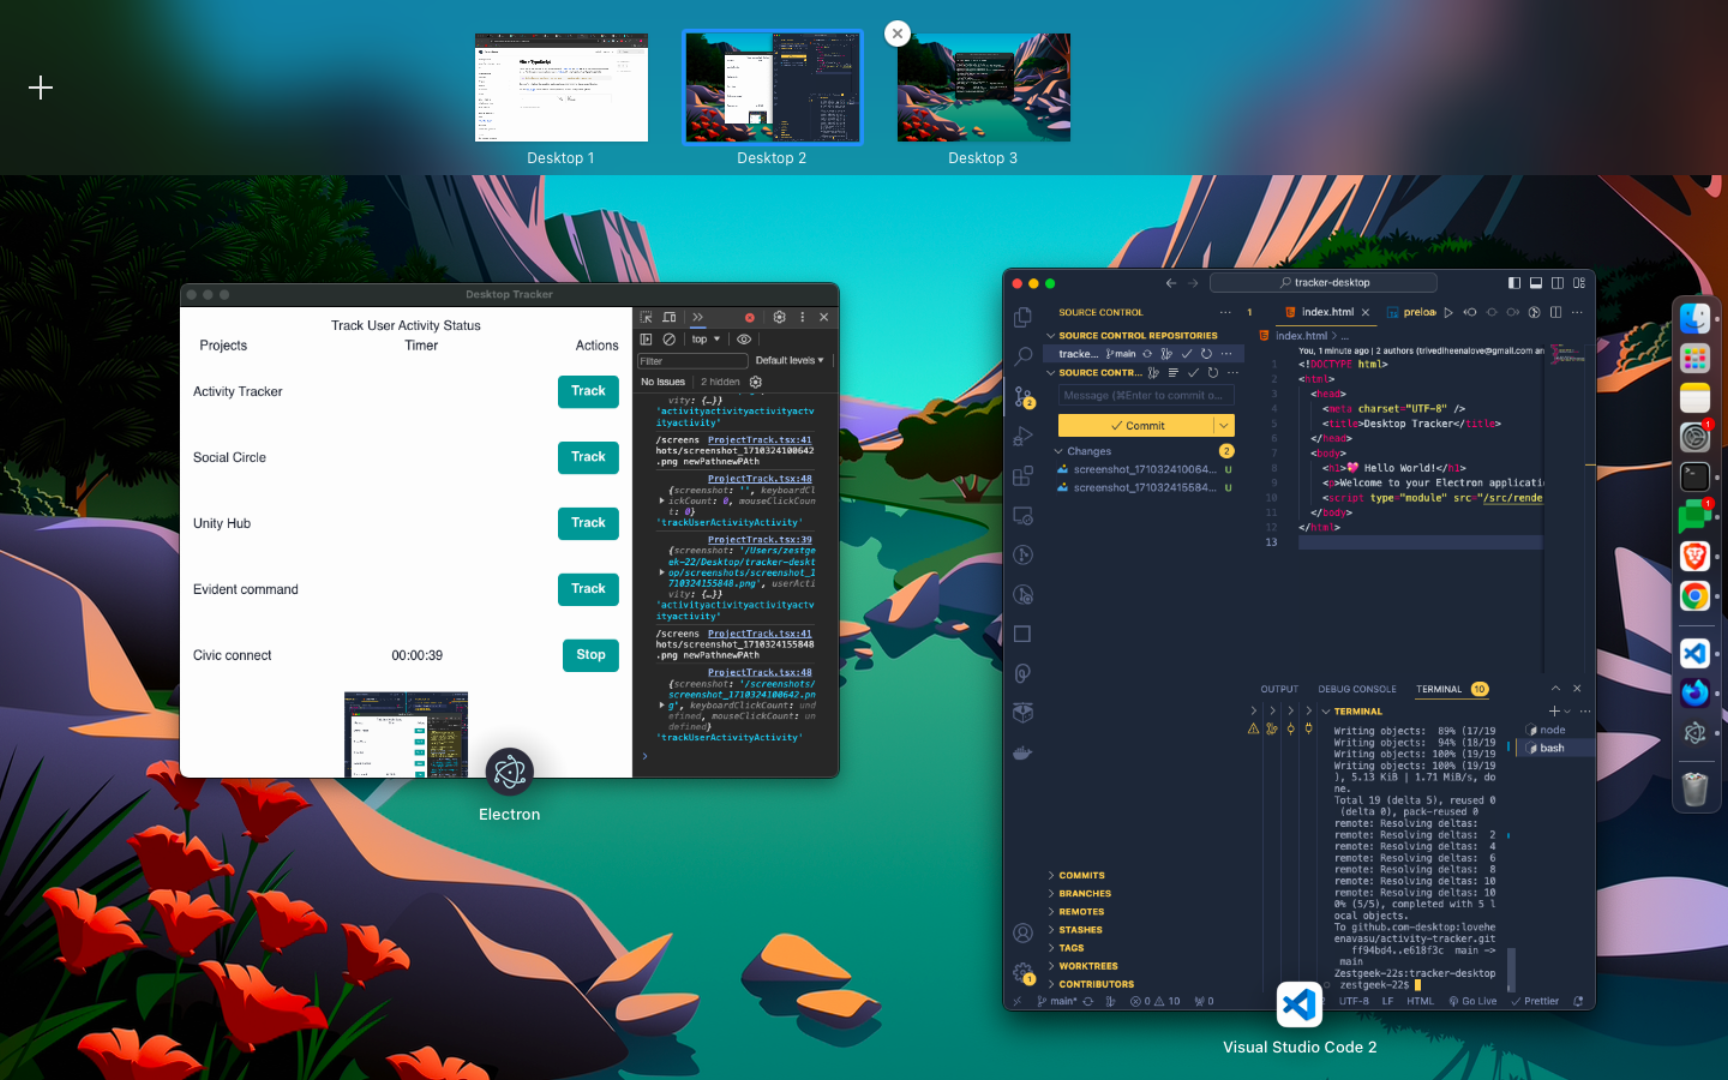 Desktop 1
Desktop 2
Desktop 3
Desktop Tracker
Track User Activity Status
Projects
Timer
Actions
Activity Tracker
Track
Social Circle
Track
Unity Hub
Track
Evident command
Track
Civic connect
00:00:39
Stop
top
Filter
Default levels
No Issues
2 hidden
vity: {…}}
'activityactivityactivityactv
ityactivity'
/screens ProjectTrack.tsx:41
hots/screenshot_1710324100642
.png newPathnewPAth
ProjectTrack.tsx:48
{screenshot: '', keyboardCl
ickCount: 0, mouseClickCoun
t: 0}
'trackUserActivityActivity'
ProjectTrack.tsx:39
{screenshot: '/Users/zestge
ek-22/Desktop/tracker-deskt
op/screenshots/screenshot_1
710324155848.png', userActi
vity: {…}}
'activityactivityactivityactv
ityactivity'
/screens ProjectTrack.tsx:41
hots/screenshot_1710324155848
.png newPathnewPAth
ProjectTrack.tsx:48
{screenshot: '/screenshots/
screenshot_1710324100642.pn
g', keyboardClickCount: und
efined, mouseClickCount: un
defined}
'trackUserActivityActivity'
Electron
tracker-desktop
SOURCE CONTROL
1
index.html
preloa
SOURCE CONTROL REPOSITORIES
tracke...
main
SOURCE CONTR...
Message (⌘Enter to commit o...
Commit
Changes
2
screenshot_171032410064...
U
screenshot_171032415584...
U
2
index.html > ...
You, 1 minute ago | 2 authors (trivediheenalove@gmail.com an
1 <!DOCTYPE html>
2 <html>
3 <head>
4 <meta charset="UTF-8" />
5 <title>Desktop Tracker</title>
6 </head>
7 <body>
8 <h1>💖 Hello World!</h1>
9 <p>Welcome to your Electron applicati
10 <script type="module" src="/src/rende
11 </body>
12 </html>
13
OUTPUT
DEBUG CONSOLE
TERMINAL
10
TERMINAL
node
bash
Writing objects: 89% (17/19
Writing objects: 94% (18/19
Writing objects: 100% (19/19
Writing objects: 100% (19/19
), 5.13 KiB | 1.71 MiB/s, do
ne.
Total 19 (delta 5), reused 0
(delta 0), pack-reused 0
remote: Resolving deltas:
remote: Resolving deltas: 2
remote: Resolving deltas: 4
remote: Resolving deltas: 6
remote: Resolving deltas: 8
remote: Resolving deltas: 10
remote: Resolving deltas: 10
0% (5/5), completed with 5 l
ocal objects.
To github.com-desktop:lovehe
enavasu/activity-tracker.git
ff94bd4..e618f3c main ->
main
Zestgeek-22s:tracker-desktop
zestgeek-22$
COMMITS
BRANCHES
REMOTES
STASHES
TAGS
WORKTREES
CONTRIBUTORS
1
main*
0
10
0
UTF-8
LF
HTML
Go Live
Prettier
Visual Studio Code 2
1
1